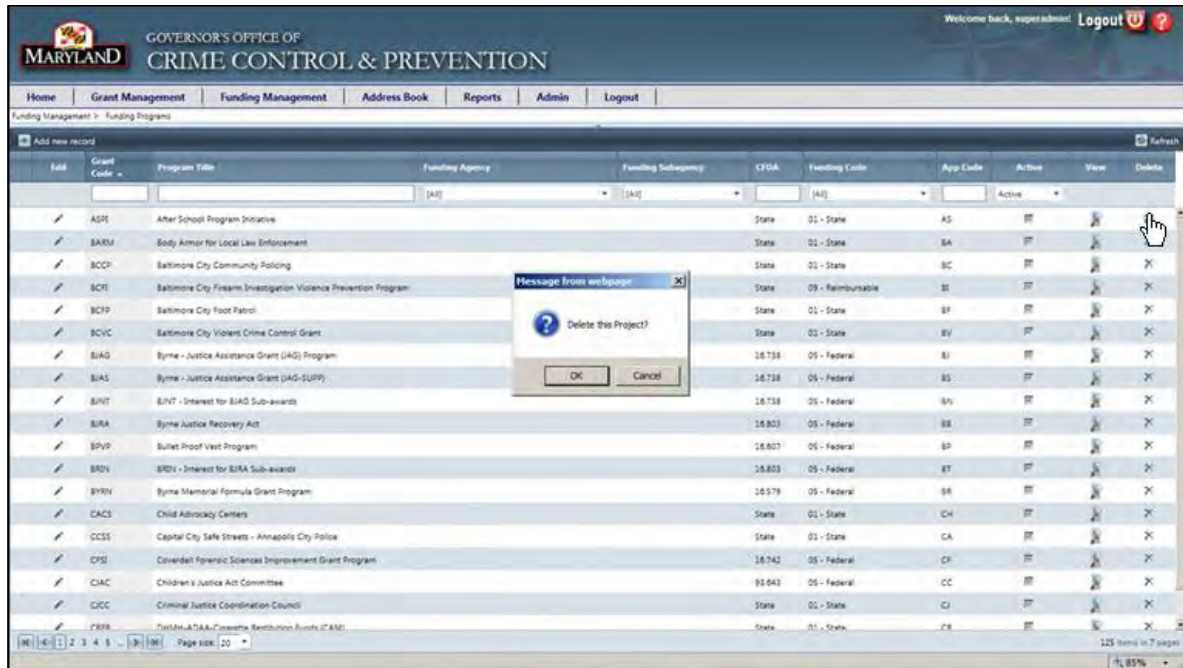 Welcome back, superadmin! Logout
MARYLAND
GOVERNOR'S OFFICE OF
CRIME CONTROL & PREVENTION
Home | Grant Management | Funding Management | Address Book | Reports | Admin | Logout
Funding Management > Funding Programs
Add new record Refresh
Edit Grant Code Program Title Funding Agency Funding Subagency CFDA Funding Code App Code Active View Delete
[All] [All] [All] Active
ASPI After School Program Initiative State 01 - State AS
BARM Body Armor for Local Law Enforcement State 01 - State BA
BCCP Baltimore City Community Policing State 01 - State BC
BCFI Baltimore City Firearm Investigation Violence Prevention Program State 09 - Reimbursable BI
BCFP Baltimore City Foot Patrol State 01 - State BF
BCVC Baltimore City Violent Crime Control Grant State 01 - State BV
BJAG Byrne - Justice Assistance Grant (JAG) Program 16.738 05 - Federal BJ
BJAS Byrne - Justice Assistance Grant (JAG-SUPP) 16.738 05 - Federal BS
BJNT BJNT - Interest for BJAG Sub-awards 16.738 05 - Federal BN
BJRA Byrne Justice Recovery Act 16.803 05 - Federal
BPVP Bullet Proof Vest Program 16.607 05 - Federal BP
BRIN BRIN - Interest for BJRA Sub-awards 16.803 05 - Federal
BYRN Byrne Memorial Formula Grant Program 16.579 05 - Federal BR
CACS Child Advocacy Centers State 01 - State CH
CCSS Capital City Safe Streets - Annapolis City Police State 01 - State CA
CFSI Coverdell Forensic Sciences Improvement Grant Program 16.742 05 - Federal CF
CJAC Children's Justice Act Committee 93.643 05 - Federal CC
CJCC Criminal Justice Coordination Council State 01 - State CJ
CRFR DHMH-ADAA-Cigarette Restitution Funds (CAM) State 01 - State CR
Message from webpage
Delete this Project?
OK Cancel
1 2 3 4 5 ... Page size: 20 125 items in 7 pages
85%